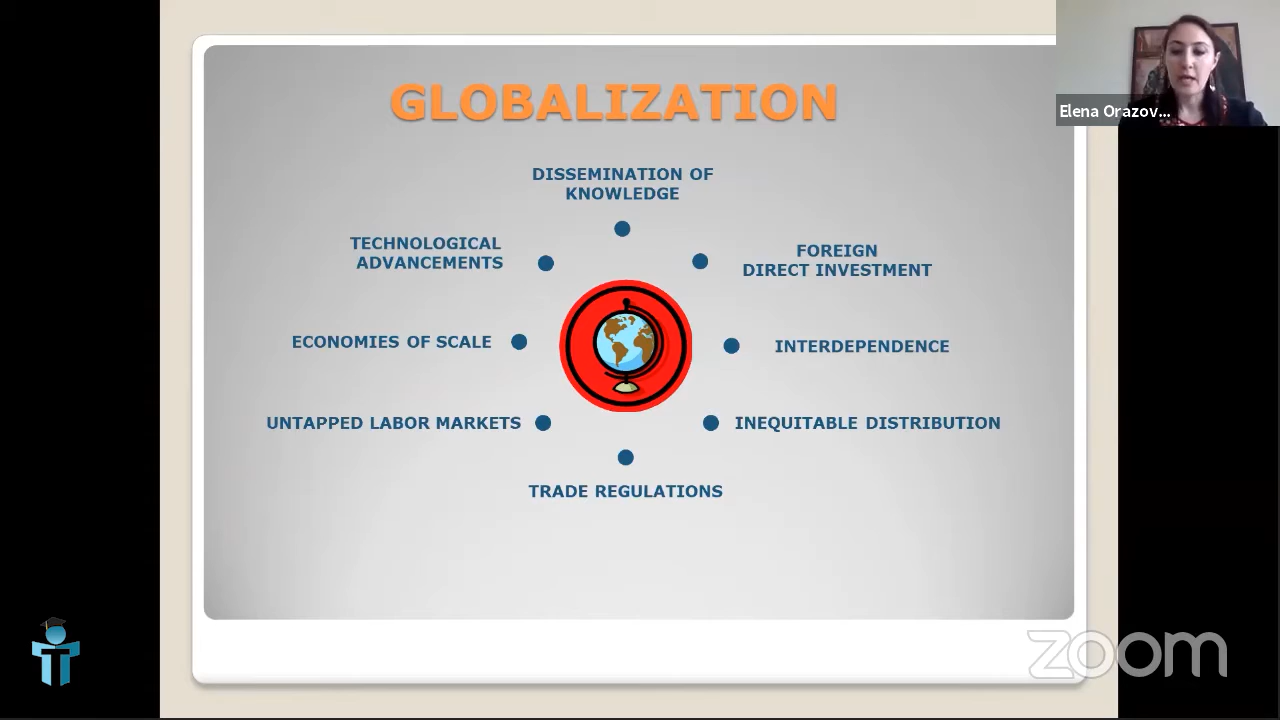 GLOBALIZATION
Elena Orazov...
DISSEMINATION OF
KNOWLEDGE
TECHNOLOGICAL
ADVANCEMENTS
FOREIGN
DIRECT INVESTMENT
ECONOMIES OF SCALE
INTERDEPENDENCE
UNTAPPED LABOR MARKETS
INEQUITABLE DISTRIBUTION
TRADE REGULATIONS
zoom